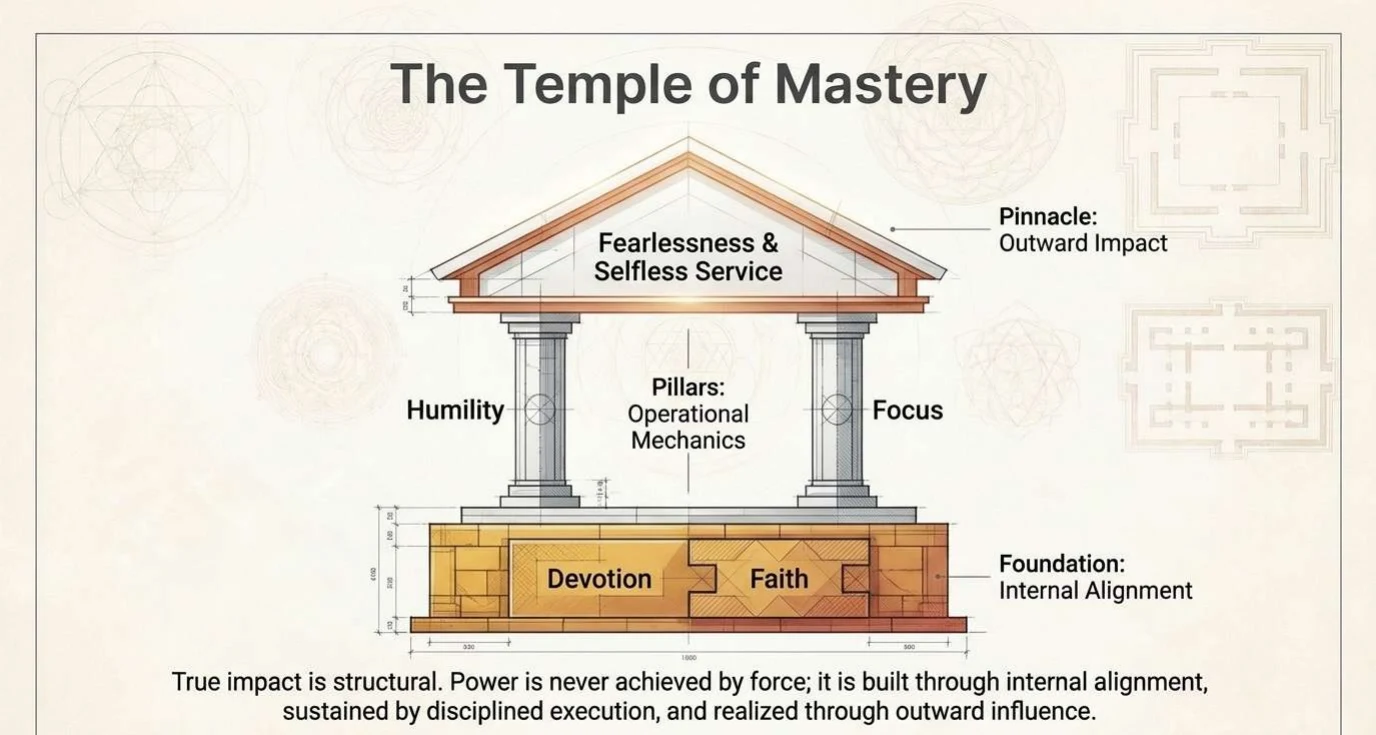 The Temple of Mastery
Fearlessness &
Selfless Service
Pinnacle:
Outward Impact
Humility
Pillars:
Operational
Mechanics
Focus
Devotion
Faith
Foundation:
Internal Alignment
True impact is structural. Power is never achieved by force; it is built through internal alignment,
sustained by disciplined execution, and realized through outward influence.